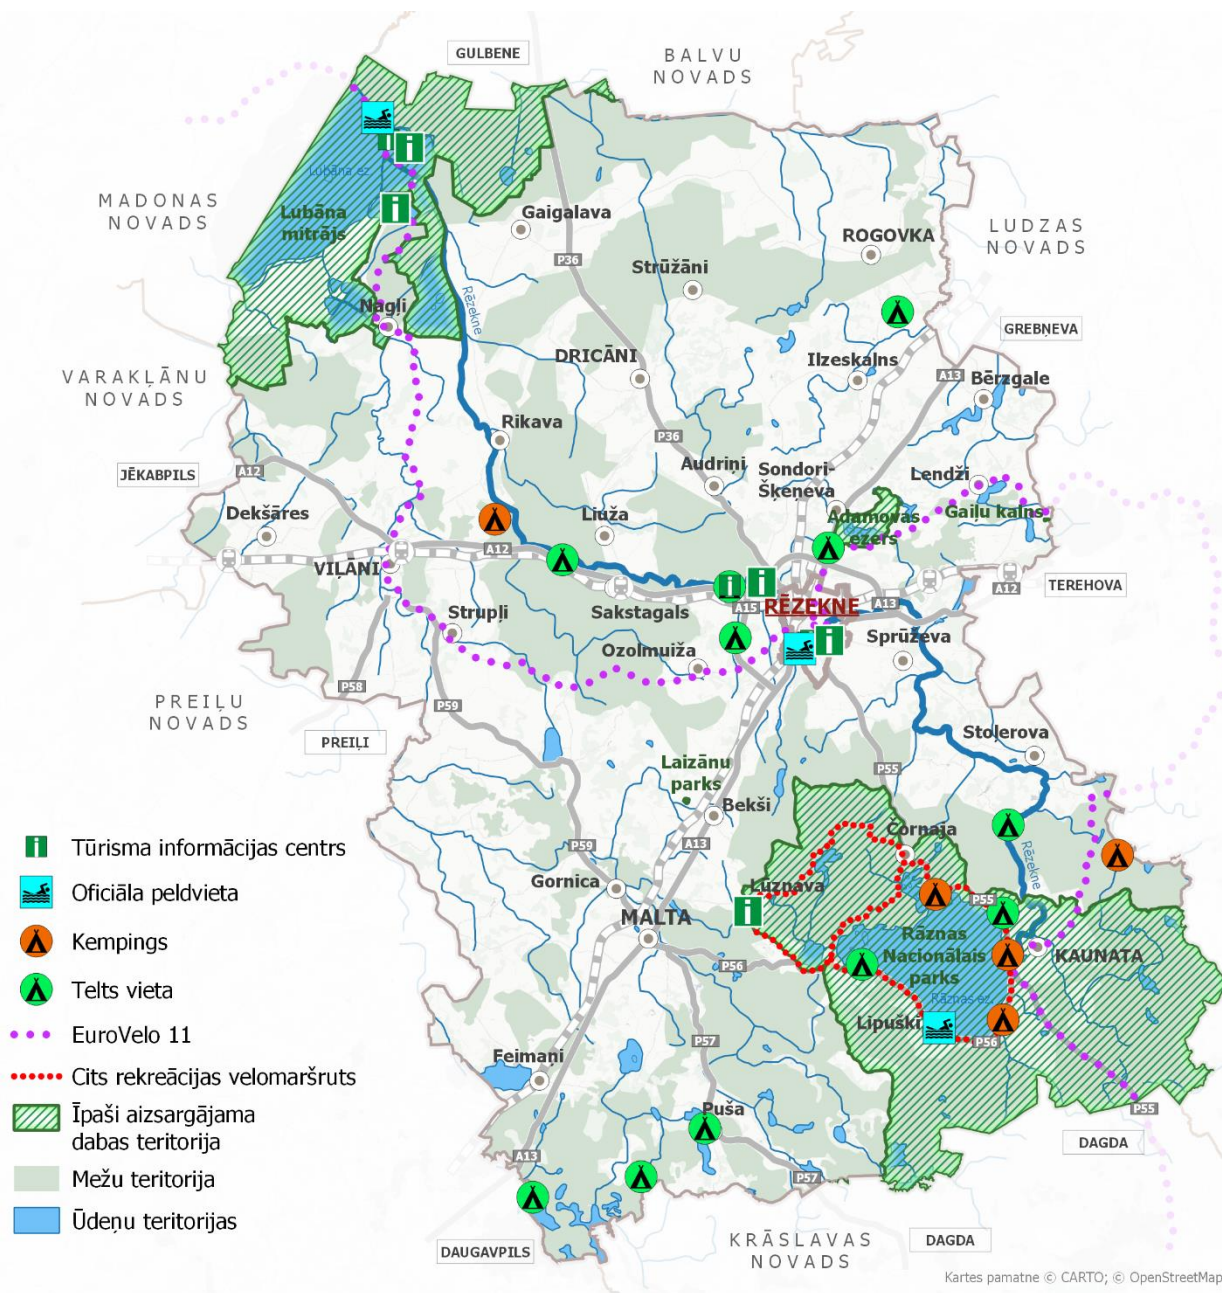 GULBENE
BALVU
NOVADS
MADONAS
NOVADS
Lubāna ez.
Lubāna
mitrājs
Gaigalava
ROGOVKA
LUDZAS
NOVADS
P36
Strūžāni
Rēzekne
Nagļi
GREBŅEVA
DRICĀNI
Ilzeskalns
A13
Bērzgale
VARAKĻĀNU
NOVADS
Rikava
P36
Audriņi
Sondori-
Šķeņeva
Lendži
JĒKABPILS
A12
Dekšāres
Liuža
Adamovas
ezers
Gaiļu kalns
A12
VIĻĀNI
Sakstagals
A15
RĒZEKNE
A13
A12
TEREHOVA
Strupļi
Ozolmuiža
Sprūževa
P58
P59
PREIĻU
NOVADS
PREIĻI
Stoļerova
P55
Laizānu
parks
Bekši
A13
Tūrisma informācijas centrs
Oficiāla peldvieta
Kempings
Telts vieta
EuroVelo 11
Cits rekreācijas velomaršruts
Īpaši aizsargājama
dabas teritorija
Mežu teritorija
Ūdeņu teritorijas
P59
Čornaja
Rēzekne
Gornica
Lūznava
P55
MALTA
Rāznas
Nacionālais
parks
KAUNATA
P56
Rāznas ez.
Lipuški
P56
P57
Feimaņi
Puša
P55
DAGDA
A13
P57
KRĀSLAVAS
NOVADS
DAGDA
DAUGAVPILS
Kartes pamatne © CARTO; © OpenStreetMap